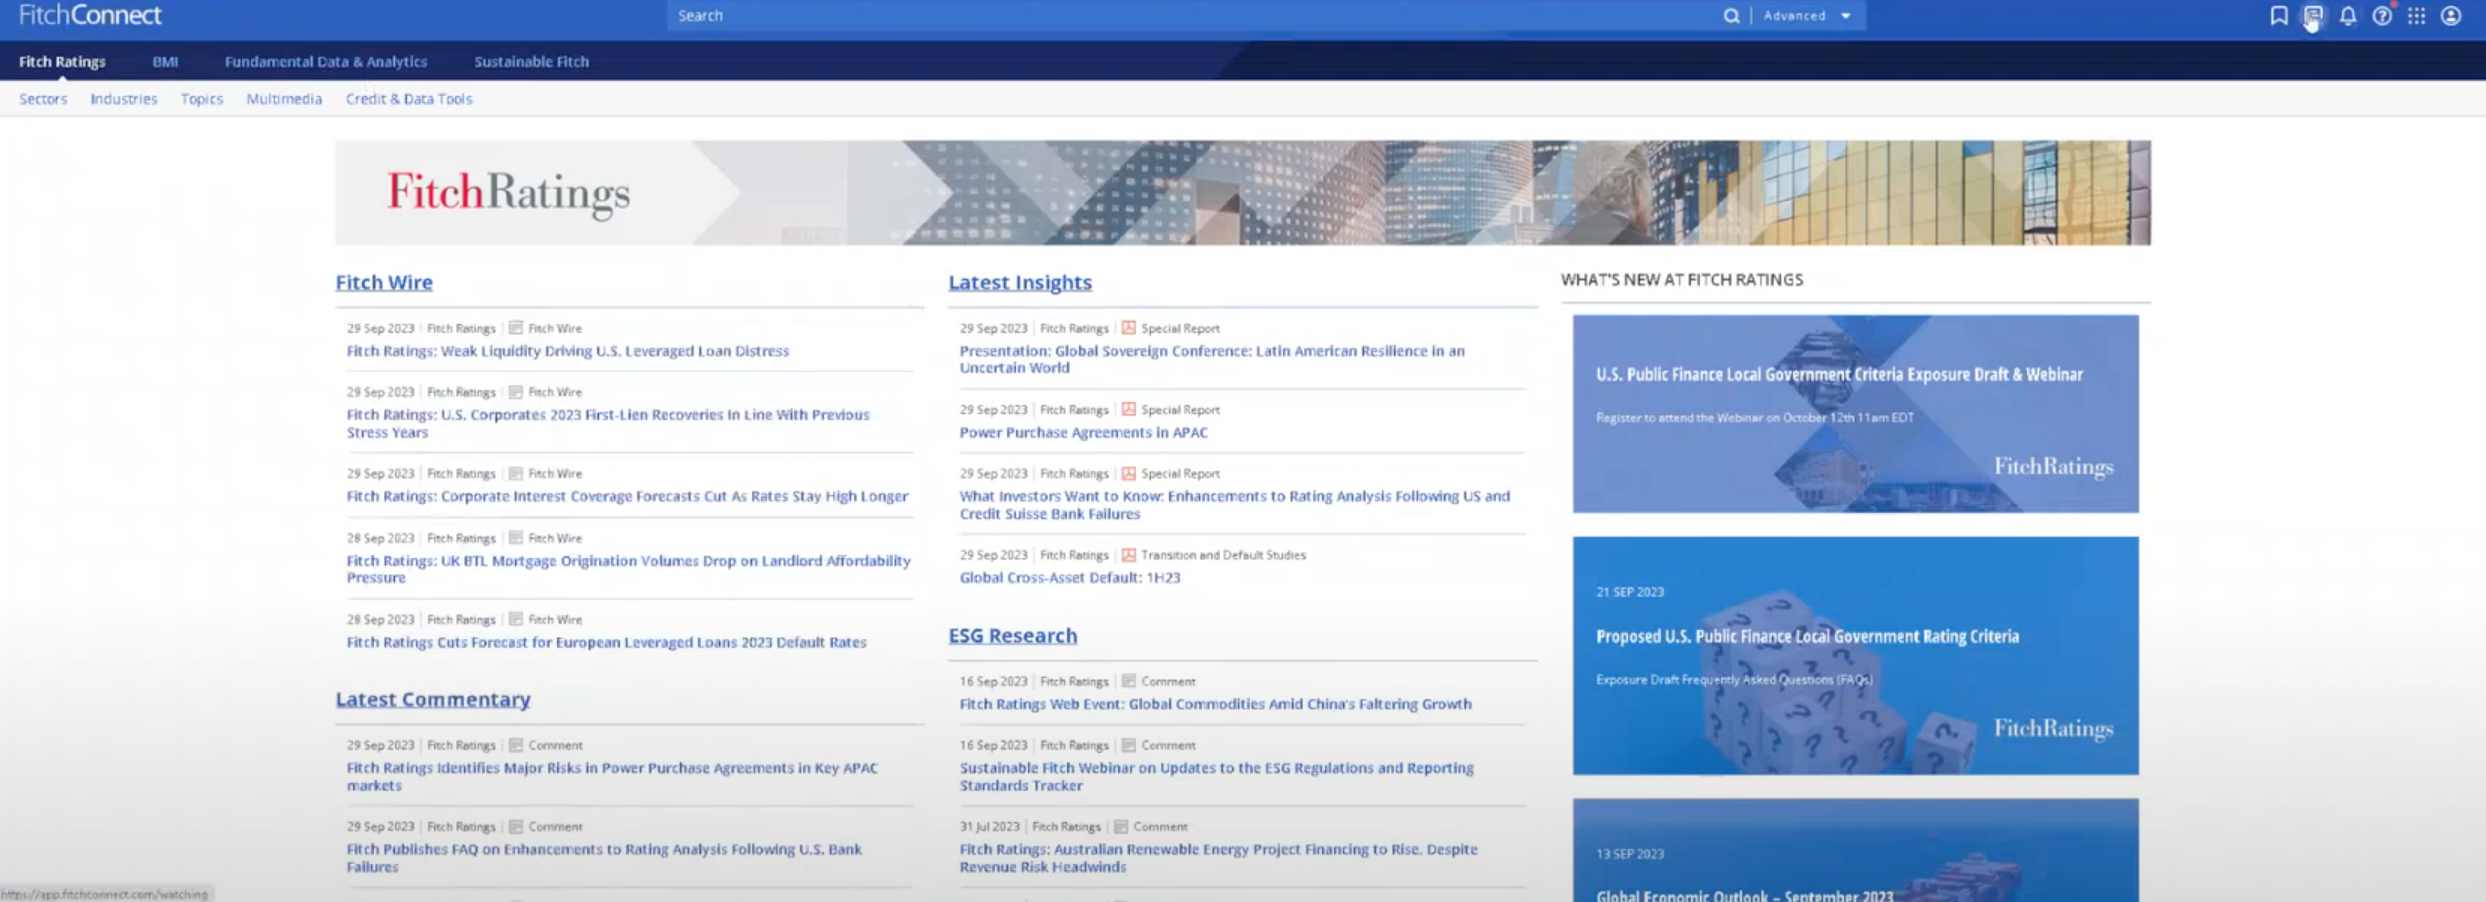 FitchConnect
Search
Advanced
Fitch Ratings
BMI
Fundamental Data & Analytics
Sustainable Fitch
Sectors
Industries
Topics
Multimedia
Credit & Data Tools
FitchRatings
Fitch Wire
29 Sep 2023 | Fitch Ratings | Fitch Wire
Fitch Ratings: Weak Liquidity Driving U.S. Leveraged Loan Distress
29 Sep 2023 | Fitch Ratings | Fitch Wire
Fitch Ratings: U.S. Corporates 2023 First-Lien Recoveries In Line With Previous
Stress Years
29 Sep 2023 | Fitch Ratings | Fitch Wire
Fitch Ratings: Corporate Interest Coverage Forecasts Cut As Rates Stay High Longer
28 Sep 2023 | Fitch Ratings | Fitch Wire
Fitch Ratings: UK BTL Mortgage Origination Volumes Drop on Landlord Affordability
Pressure
28 Sep 2023 | Fitch Ratings | Fitch Wire
Fitch Ratings Cuts Forecast for European Leveraged Loans 2023 Default Rates
Latest Commentary
29 Sep 2023 | Fitch Ratings | Comment
Fitch Ratings Identifies Major Risks in Power Purchase Agreements in Key APAC
markets
29 Sep 2023 | Fitch Ratings | Comment
Fitch Publishes FAQ on Enhancements to Rating Analysis Following U.S. Bank
Failures
Latest Insights
29 Sep 2023 | Fitch Ratings | Special Report
Presentation: Global Sovereign Conference: Latin American Resilience in an
Uncertain World
29 Sep 2023 | Fitch Ratings | Special Report
Power Purchase Agreements in APAC
29 Sep 2023 | Fitch Ratings | Special Report
What Investors Want to Know: Enhancements to Rating Analysis Following US and
Credit Suisse Bank Failures
29 Sep 2023 | Fitch Ratings | Transition and Default Studies
Global Cross-Asset Default: 1H23
ESG Research
16 Sep 2023 | Fitch Ratings | Comment
Fitch Ratings Web Event: Global Commodities Amid China's Faltering Growth
16 Sep 2023 | Fitch Ratings | Comment
Sustainable Fitch Webinar on Updates to the ESG Regulations and Reporting
Standards Tracker
31 Jul 2023 | Fitch Ratings | Comment
Fitch Ratings: Australian Renewable Energy Project Financing to Rise, Despite
Revenue Risk Headwinds
WHAT'S NEW AT FITCH RATINGS
U.S. Public Finance Local Government Criteria Exposure Draft & Webinar
Register to attend the Webinar on October 12th 11am EDT
FitchRatings
21 SEP 2023
Proposed U.S. Public Finance Local Government Rating Criteria
Exposure Draft Frequently Asked Questions (FAQs)
FitchRatings
13 SEP 2023
Global Economic Outlook – September 2023
https://app.fitchconnect.com/watching